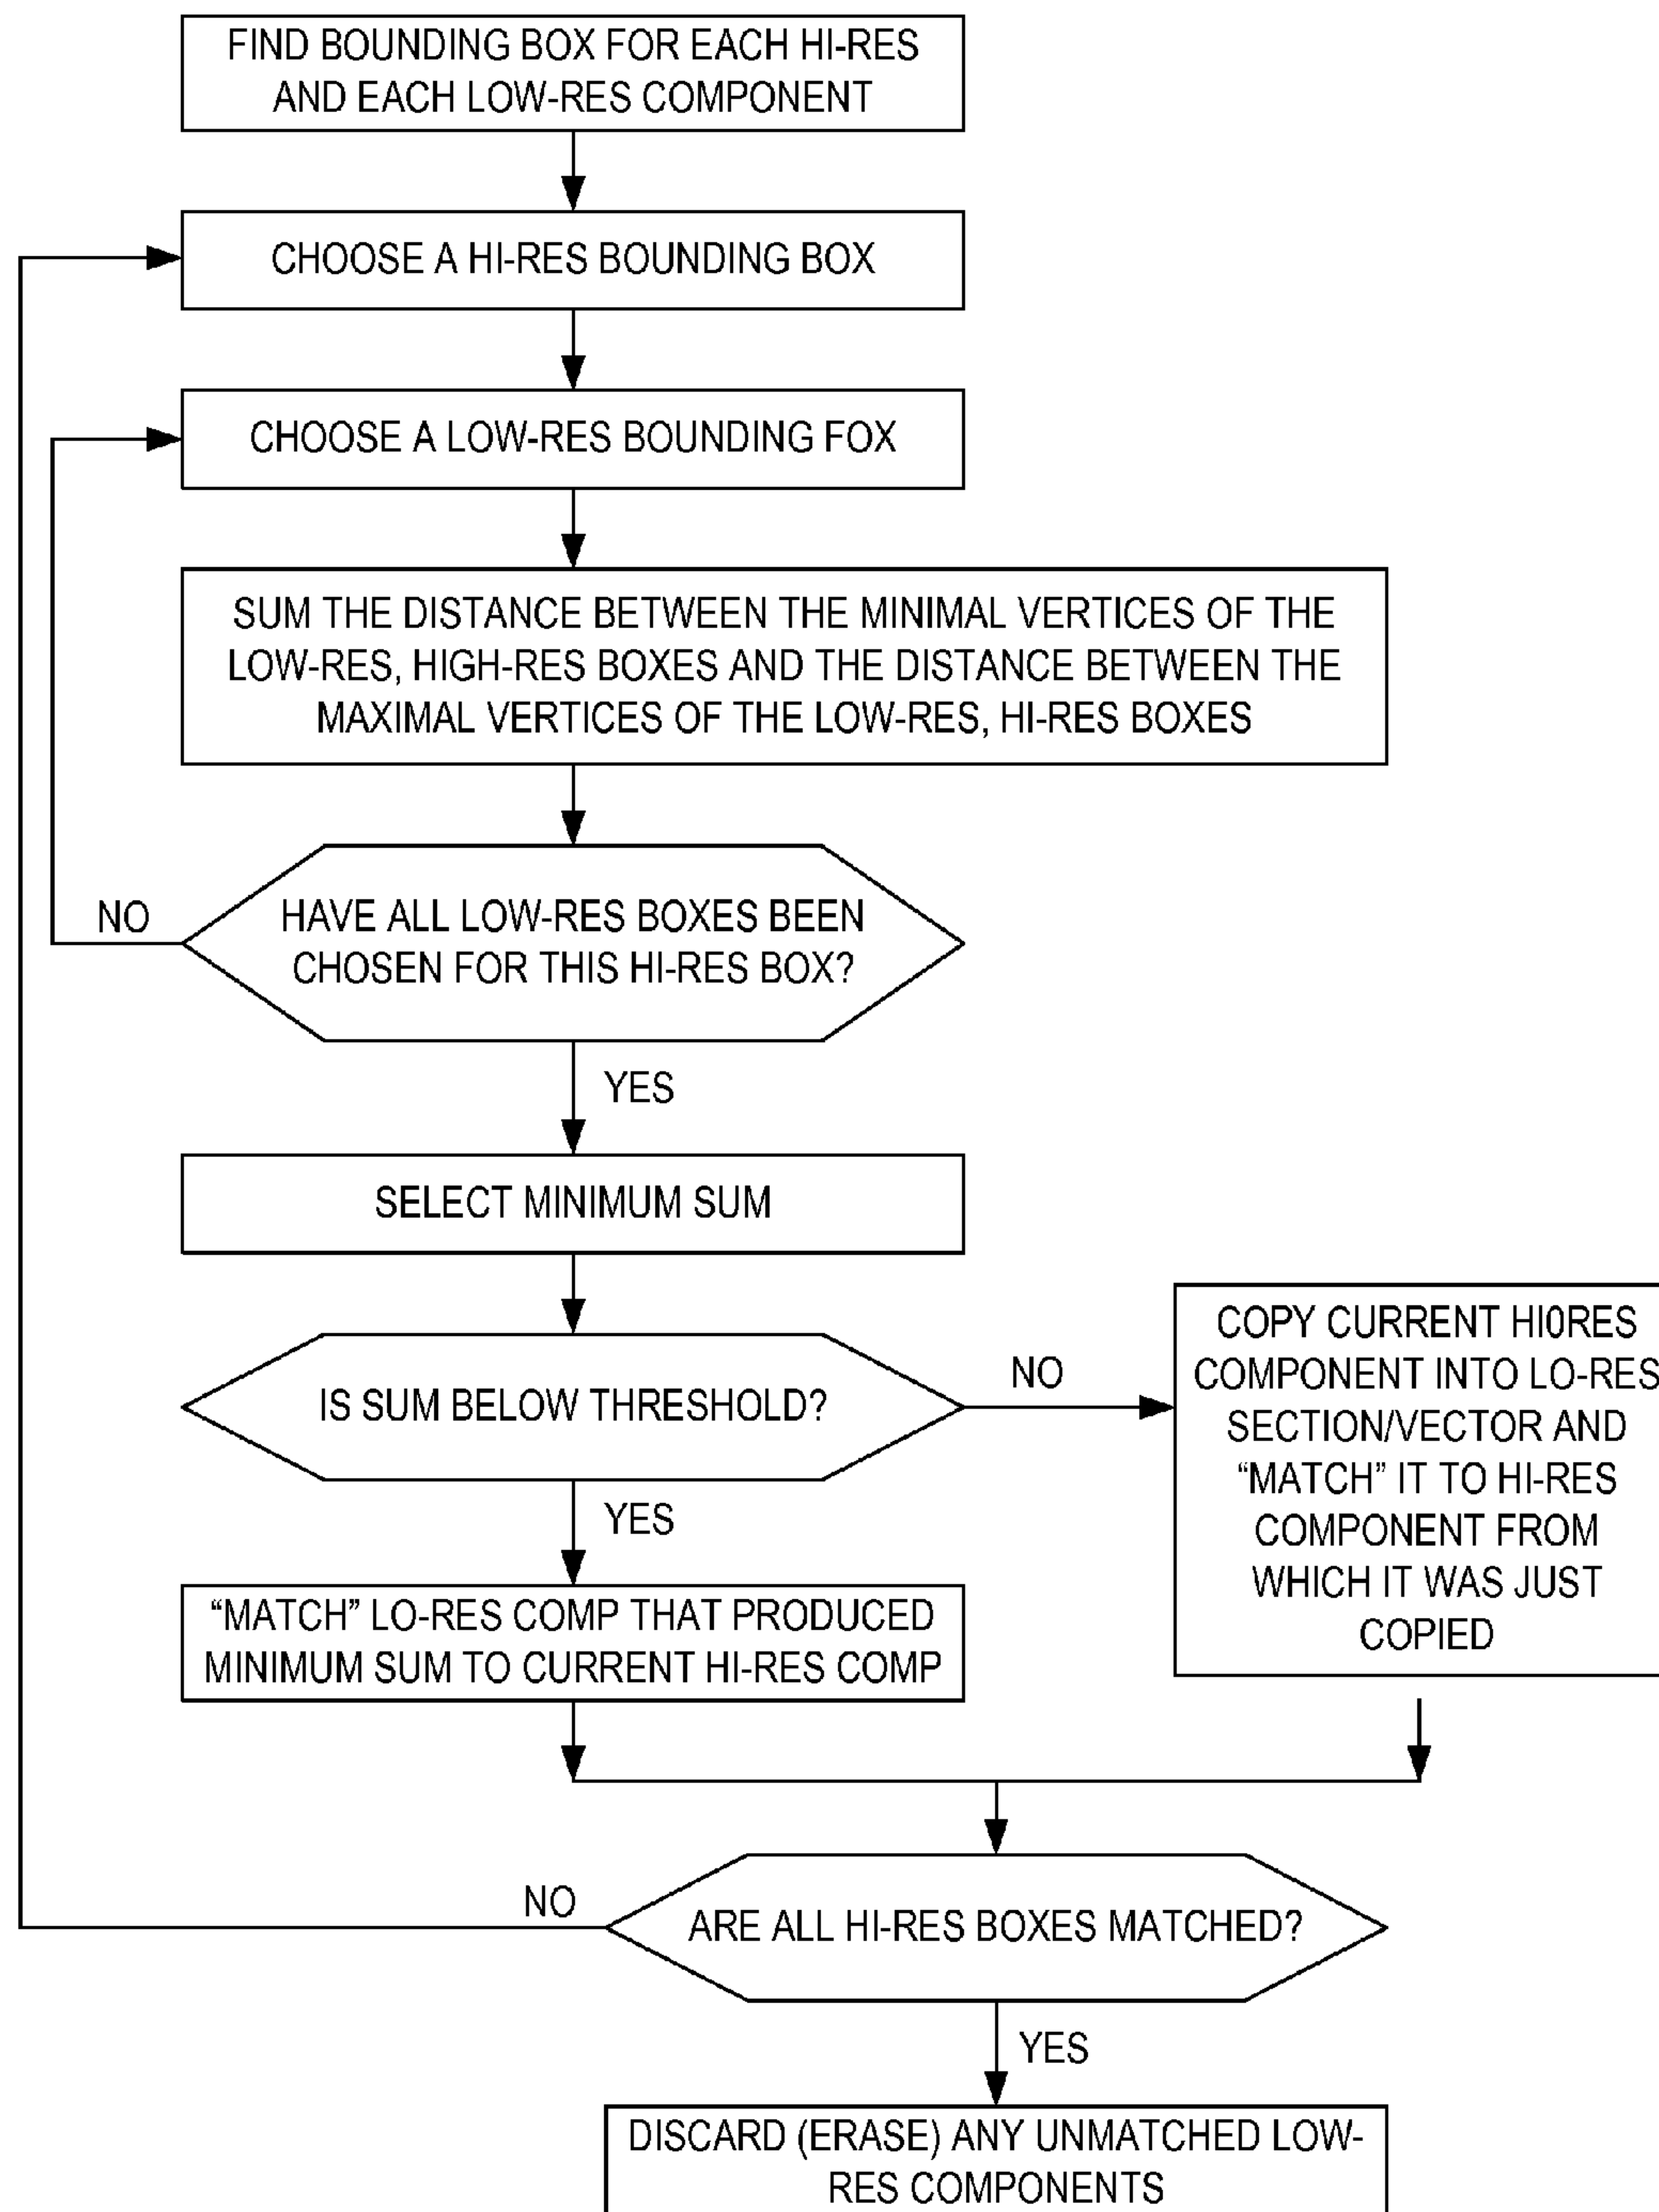 FIND BOUNDING BOX FOR EACH HI-RES
AND EACH LOW-RES COMPONENT
CHOOSE A HI-RES BOUNDING BOX
CHOOSE A LOW-RES BOUNDING FOX
SUM THE DISTANCE BETWEEN THE MINIMAL VERTICES OF THE
LOW-RES, HIGH-RES BOXES AND THE DISTANCE BETWEEN THE
MAXIMAL VERTICES OF THE LOW-RES, HI-RES BOXES
NO
HAVE ALL LOW-RES BOXES BEEN
CHOSEN FOR THIS HI-RES BOX?
YES
SELECT MINIMUM SUM
IS SUM BELOW THRESHOLD?
NO
COPY CURRENT HI0RES
COMPONENT INTO LO-RES
SECTION/VECTOR AND
“MATCH” IT TO HI-RES
COMPONENT FROM
WHICH IT WAS JUST
COPIED
YES
“MATCH” LO-RES COMP THAT PRODUCED
MINIMUM SUM TO CURRENT HI-RES COMP
NO
ARE ALL HI-RES BOXES MATCHED?
YES
DISCARD (ERASE) ANY UNMATCHED LOW-
RES COMPONENTS